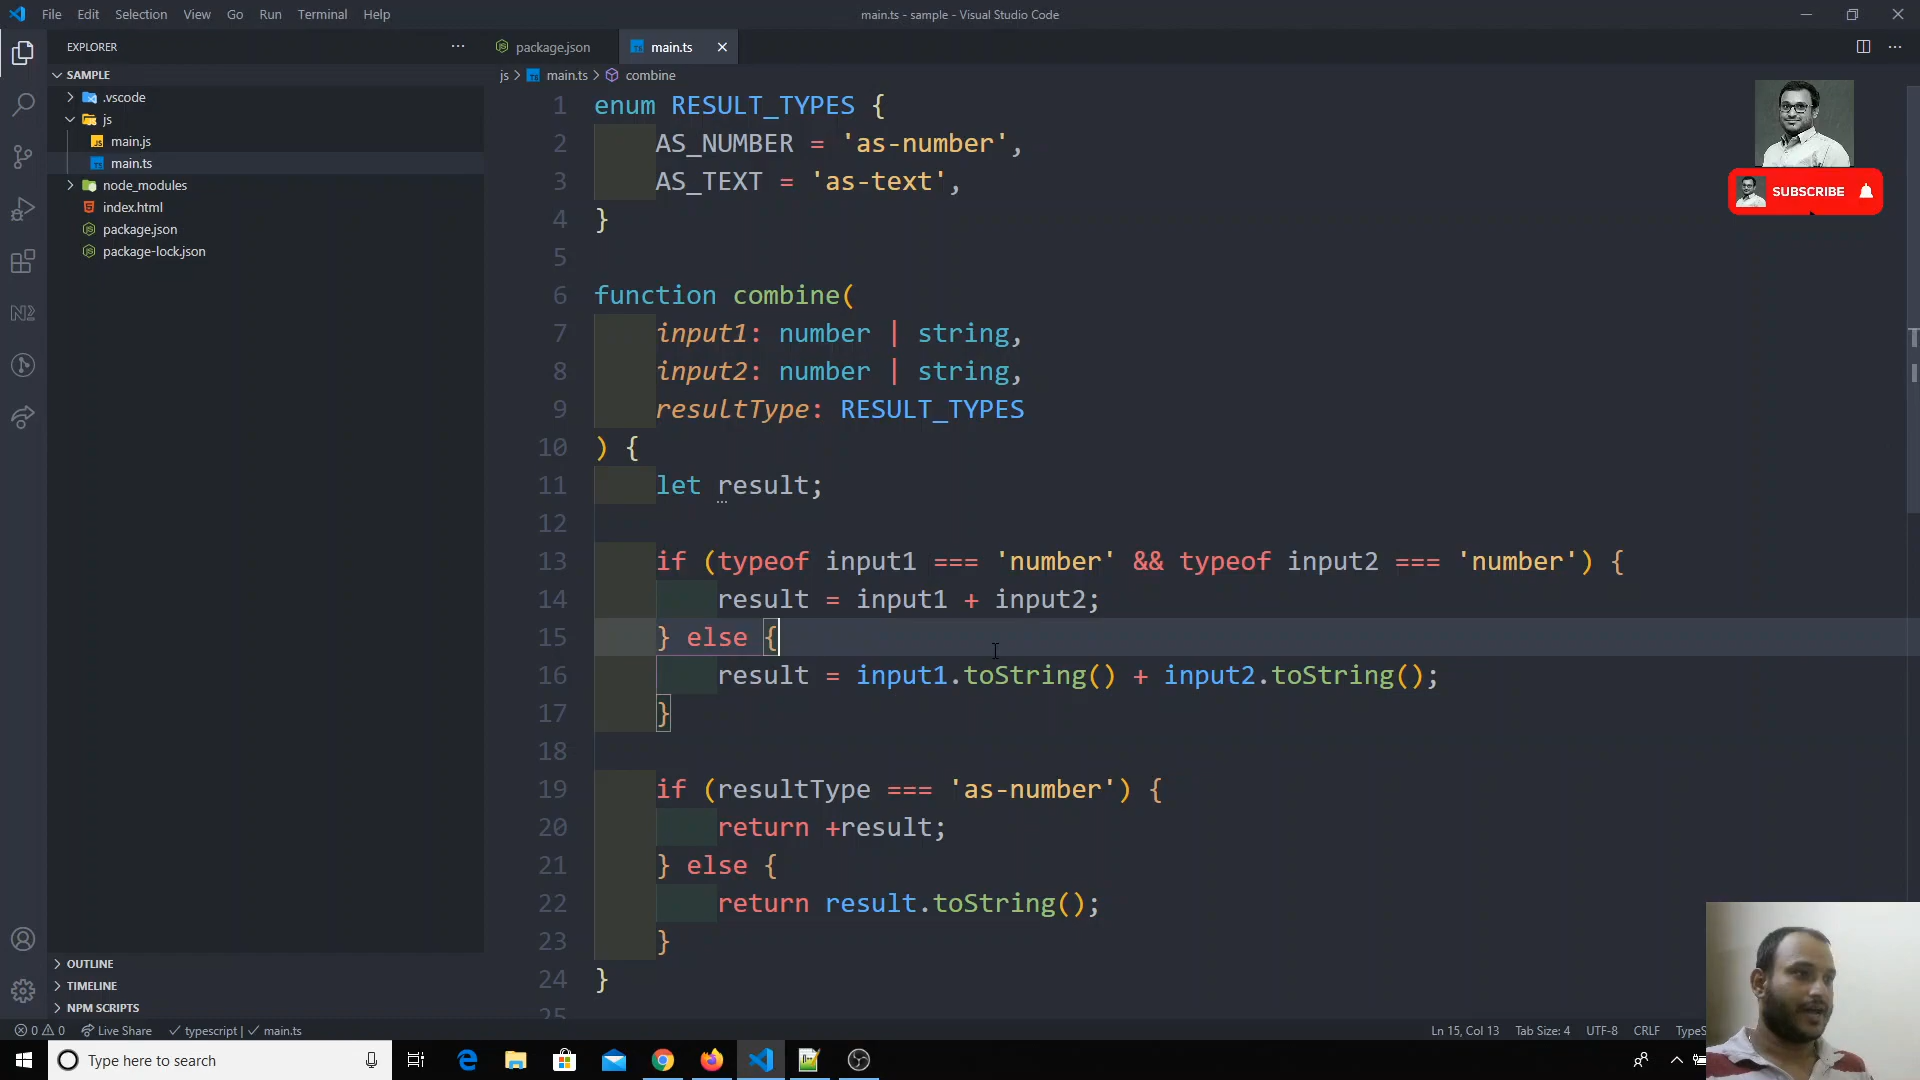 File Edit Selection View Go Run Terminal Help
main.ts - sample - Visual Studio Code
EXPLORER
SAMPLE
.vscode
js
main.js
main.ts
node_modules
index.html
package.json
package-lock.json
OUTLINE
TIMELINE
NPM SCRIPTS
package.json
main.ts
js > main.ts > combine
SUBSCRIBE
1 enum RESULT_TYPES {
2 AS_NUMBER = 'as-number',
3 AS_TEXT = 'as-text',
4 }
5
6 function combine(
7 input1: number | string,
8 input2: number | string,
9 resultType: RESULT_TYPES
10 ) {
11 let result;
12
13 if (typeof input1 === 'number' && typeof input2 === 'number') {
14 result = input1 + input2;
15 } else {
16 result = input1.toString() + input2.toString();
17 }
18
19 if (resultType === 'as-number') {
20 return +result;
21 } else {
22 return result.toString();
23 }
24 }
25
0 0 Live Share typescript | main.ts
Ln 15, Col 13 Tab Size: 4 UTF-8 CRLF TypeS
Type here to search